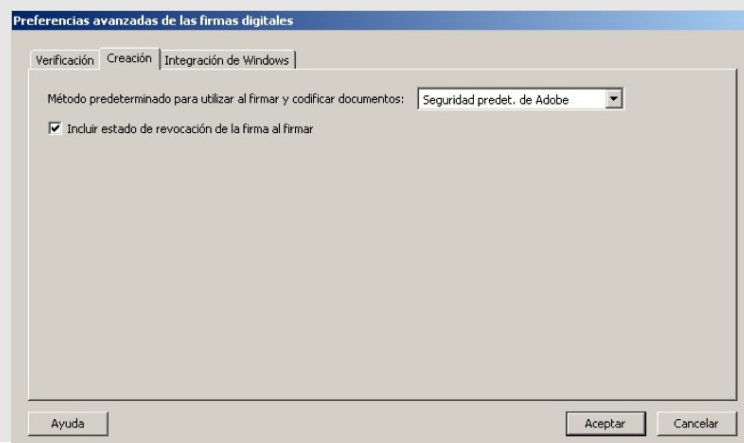 Preferencias avanzadas de las firmas digitales
Verificación Creación Integración de Windows
Método predeterminado para utilizar al firmar y codificar documentos: Seguridad predet. de Adobe
Incluir estado de revocación de la firma al firmar
Ayuda Aceptar Cancelar